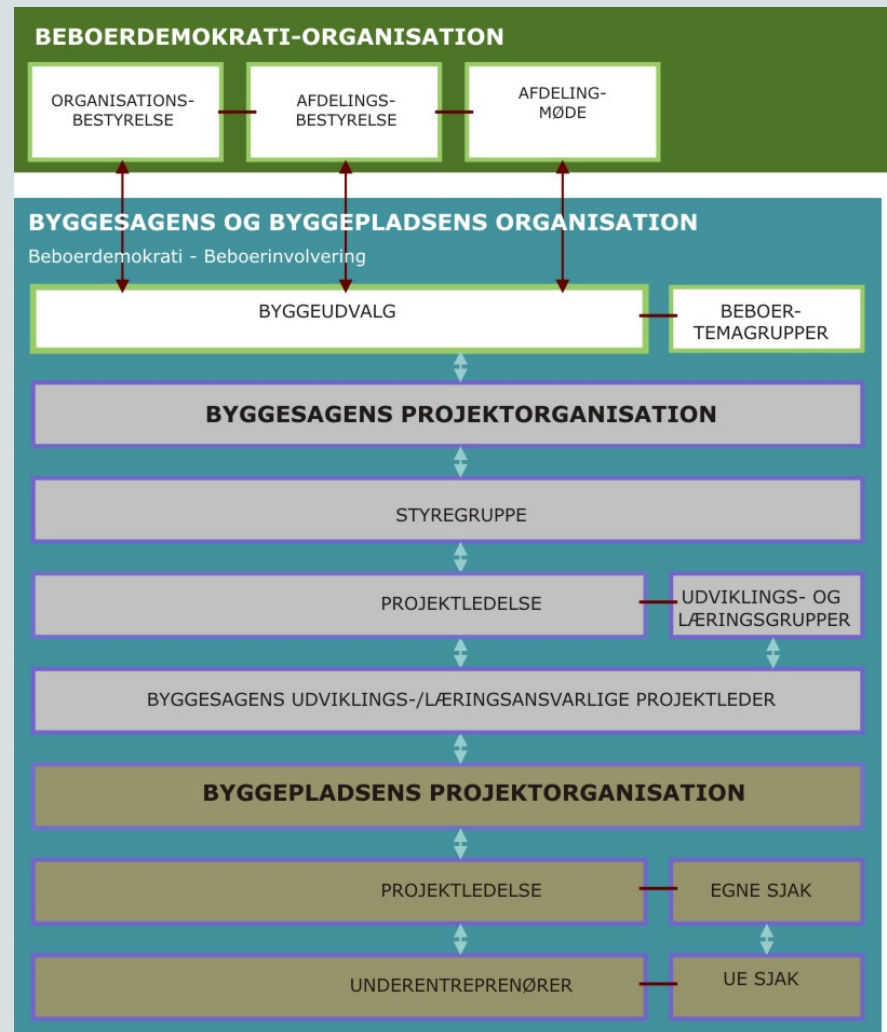 BEBOERDEMOKRATI-ORGANISATION
ORGANISATIONS-
BESTYRELSE
AFDELINGS-
BESTYRELSE
AFDELING-
MØDE
BYGGESAGENS OG BYGGEPLADSENS ORGANISATION
Beboerdemokrati - Beboerinvolvering
BYGGEUDVALG
BEBOER-
TEMAGRUPPER
BYGGESAGENS PROJEKTORGANISATION
STYREGRUPPE
PROJEKTLEDELSE
UDVIKLINGS- OG
LÆRINGSGRUPPER
BYGGESAGENS UDVIKLINGS-/LÆRINGSANSVARLIGE PROJEKTLEDER
BYGGEPLADSENS PROJEKTORGANISATION
PROJEKTLEDELSE
EGNE SJAK
UNDERENTREPRENØRER
UE SJAK